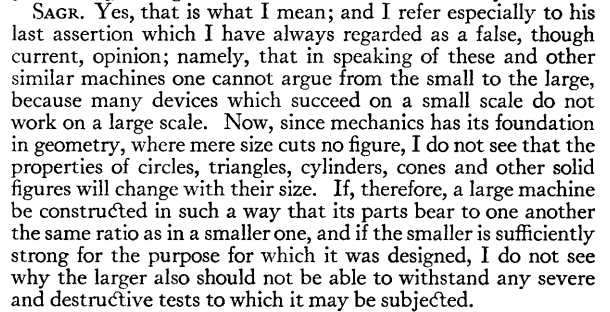 SAGR. Yes, that is what I mean; and I refer especially to his
last assertion which I have always regarded as a false, though
current, opinion; namely, that in speaking of these and other
similar machines one cannot argue from the small to the large,
because many devices which succeed on a small scale do not
work on a large scale. Now, since mechanics has its foundation
in geometry, where mere size cuts no figure, I do not see that the
properties of circles, triangles, cylinders, cones and other solid
figures will change with their size. If, therefore, a large machine
be constructed in such a way that its parts bear to one another
the same ratio as in a smaller one, and if the smaller is sufficiently
strong for the purpose for which it was designed, I do not see
why the larger also should not be able to withstand any severe
and destructive tests to which it may be subjected.